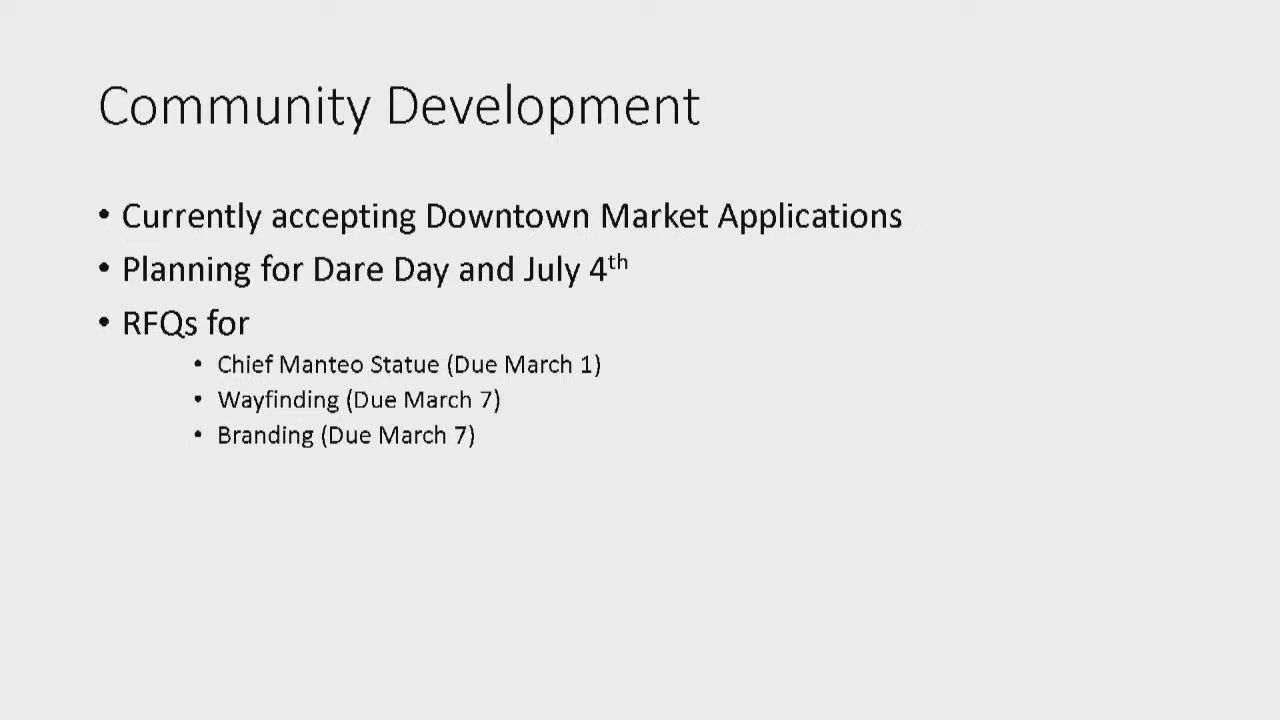 Community Development
• Currently accepting Downtown Market Applications
• Planning for Dare Day and July 4th
• RFQs for
• Chief Manteo Statue (Due March 1)
• Wayfinding (Due March 7)
• Branding (Due March 7)